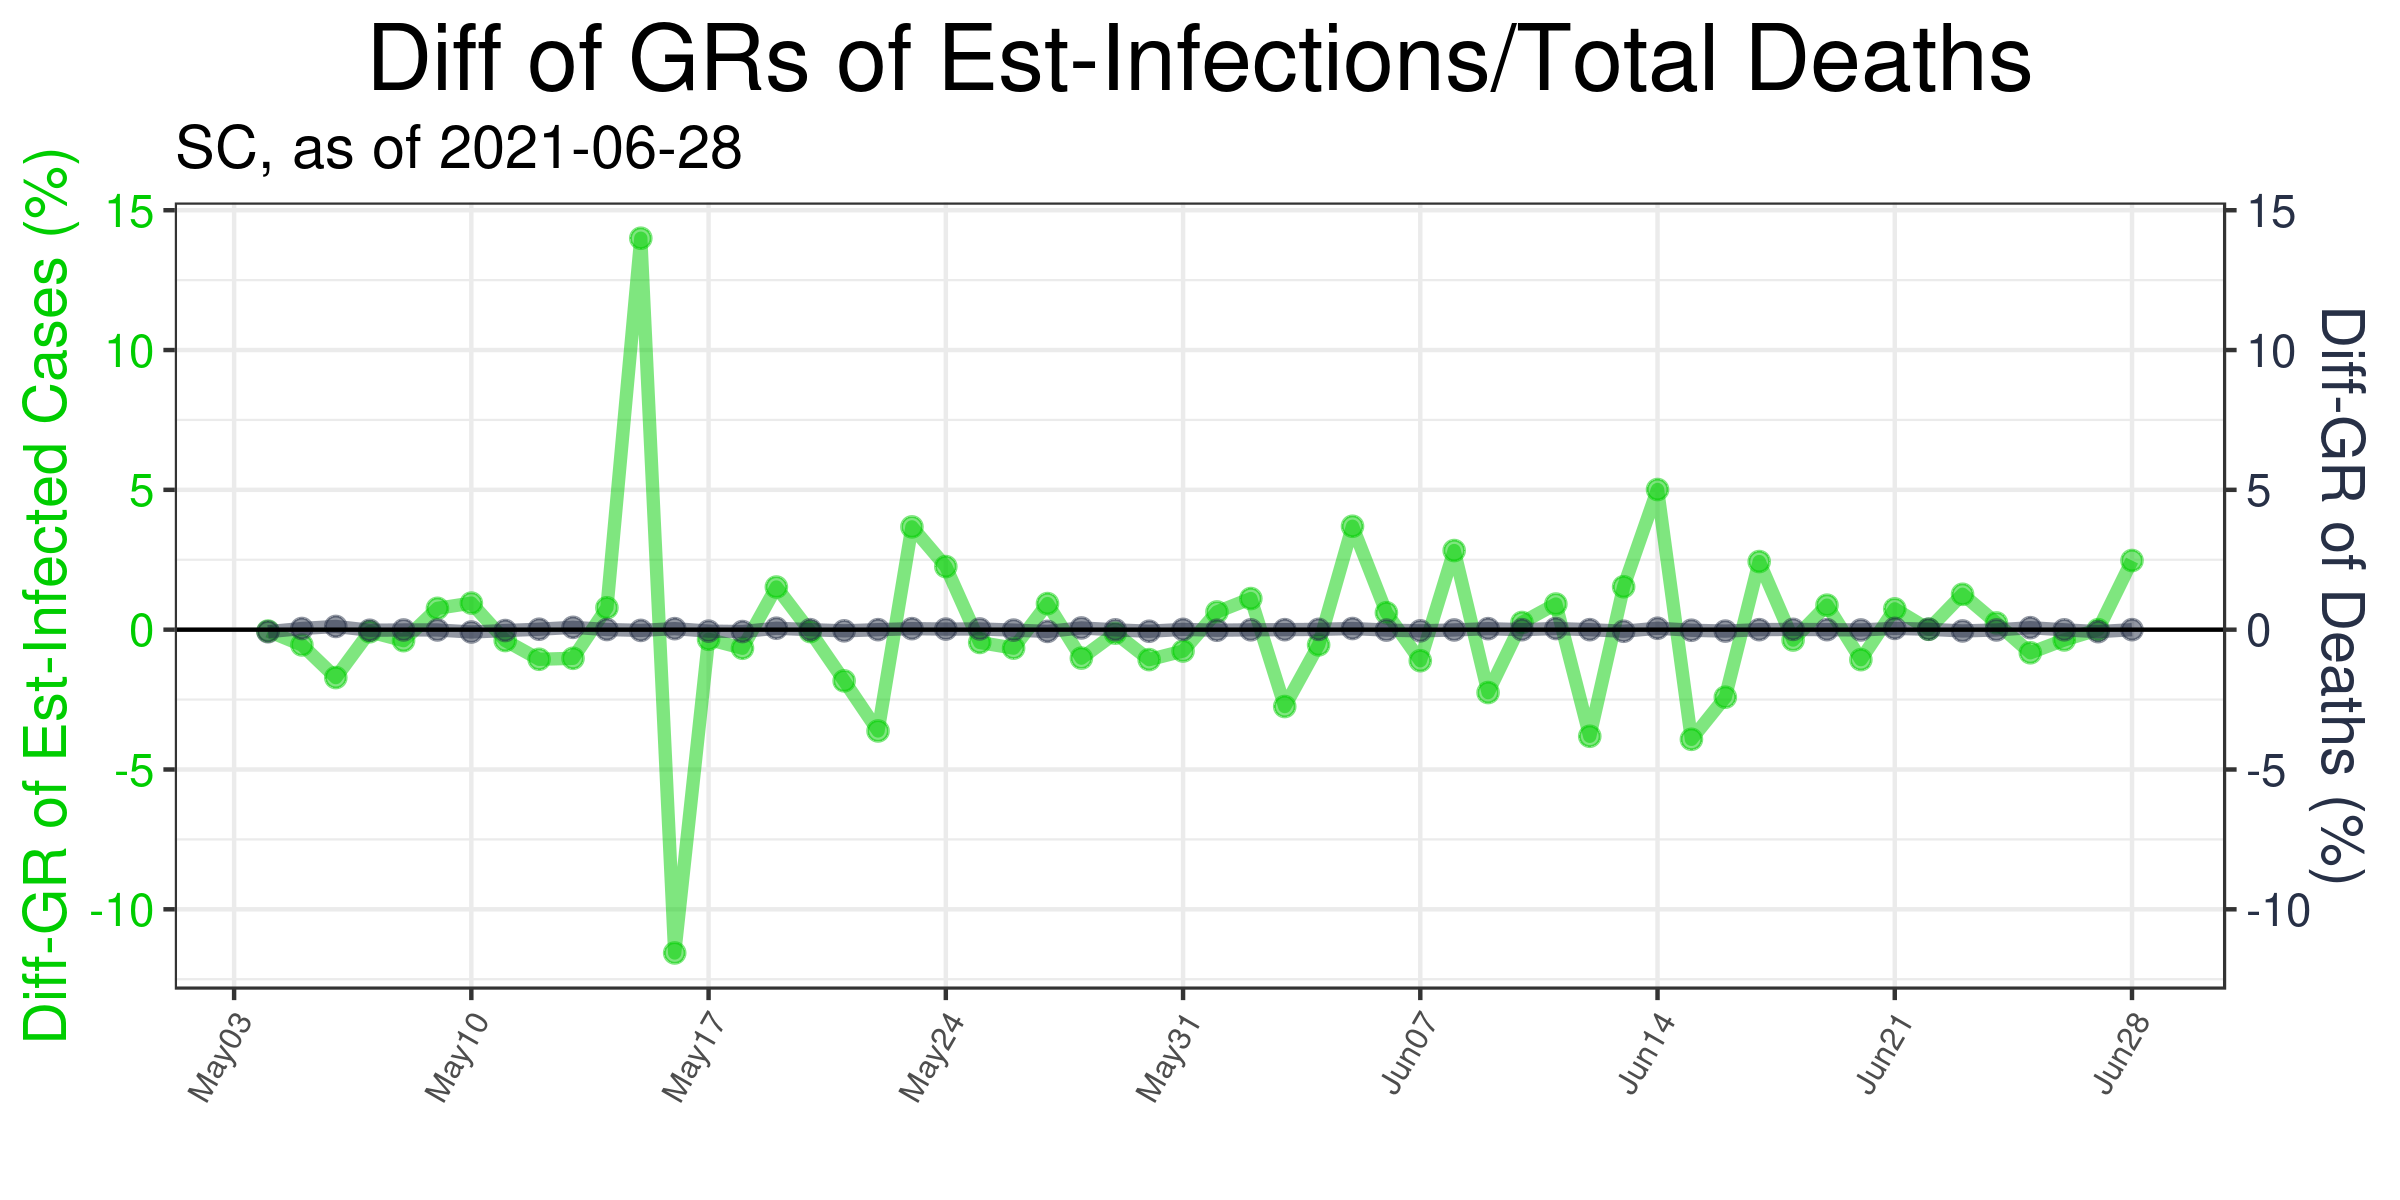 Diff of GRs of Est-Infections/Total Deaths
SC, as of 2021-06-28
Diff-GR of Est-Infected Cases (%)
15
10
5
0
-5
-10
15
10
5
0
-5
-10
Diff-GR of Deaths (%)
May03
May10
May17
May24
May31
Jun07
Jun14
Jun21
Jun28